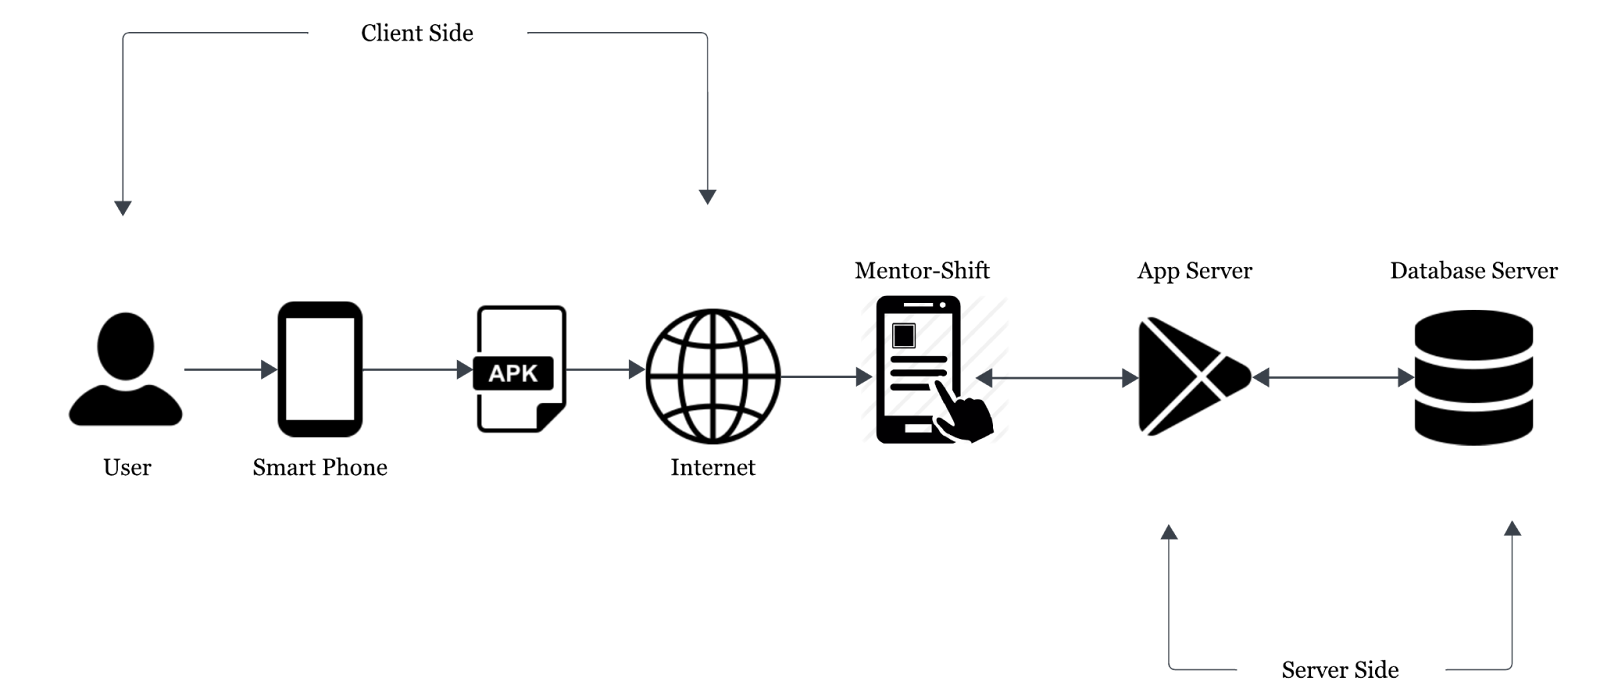 Client Side
Mentor-Shift
App Server
Database Server
APK
User
Smart Phone
Internet
Server Side